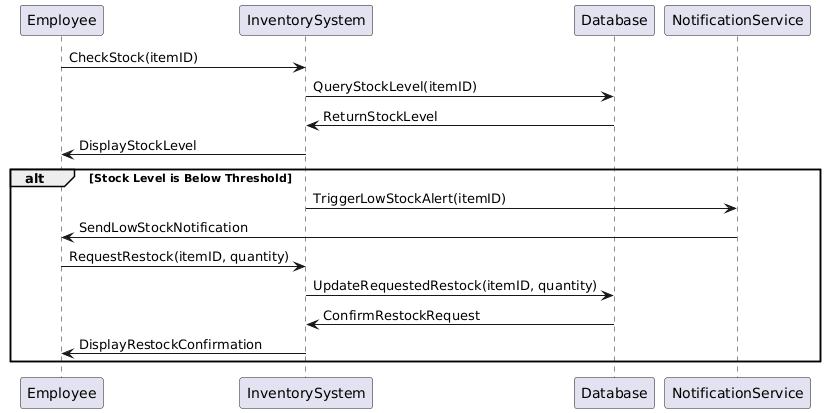 Employee InventorySystem Database NotificationService
CheckStock(itemID)
QueryStockLevel(itemID)
ReturnStockLevel
DisplayStockLevel
alt [Stock Level is Below Threshold]
TriggerLowStockAlert(itemID)
SendLowStockNotification
RequestRestock(itemID, quantity)
UpdateRequestedRestock(itemID, quantity)
ConfirmRestockRequest
DisplayRestockConfirmation
Employee InventorySystem Database NotificationService